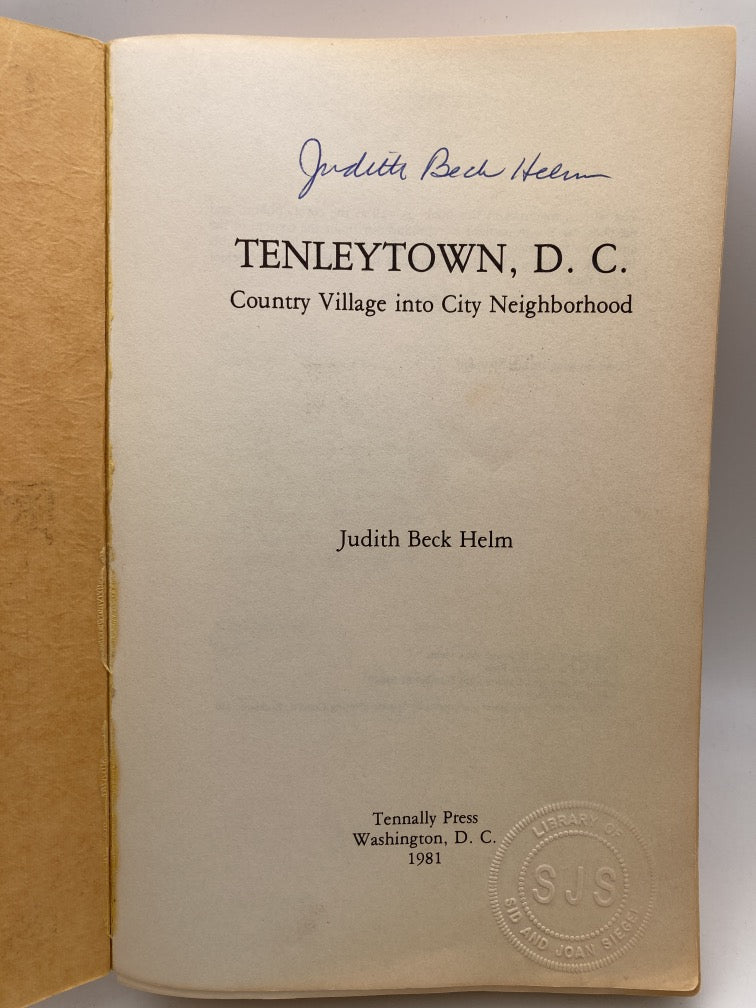 Judith Beck Helm
TENLEYTOWN, D. C.
Country Village into City Neighborhood
Judith Beck Helm
Tennally Press
Washington, D. C.
1981
LIBRARY OF
SJS
SID AND JOAN SIEGEL